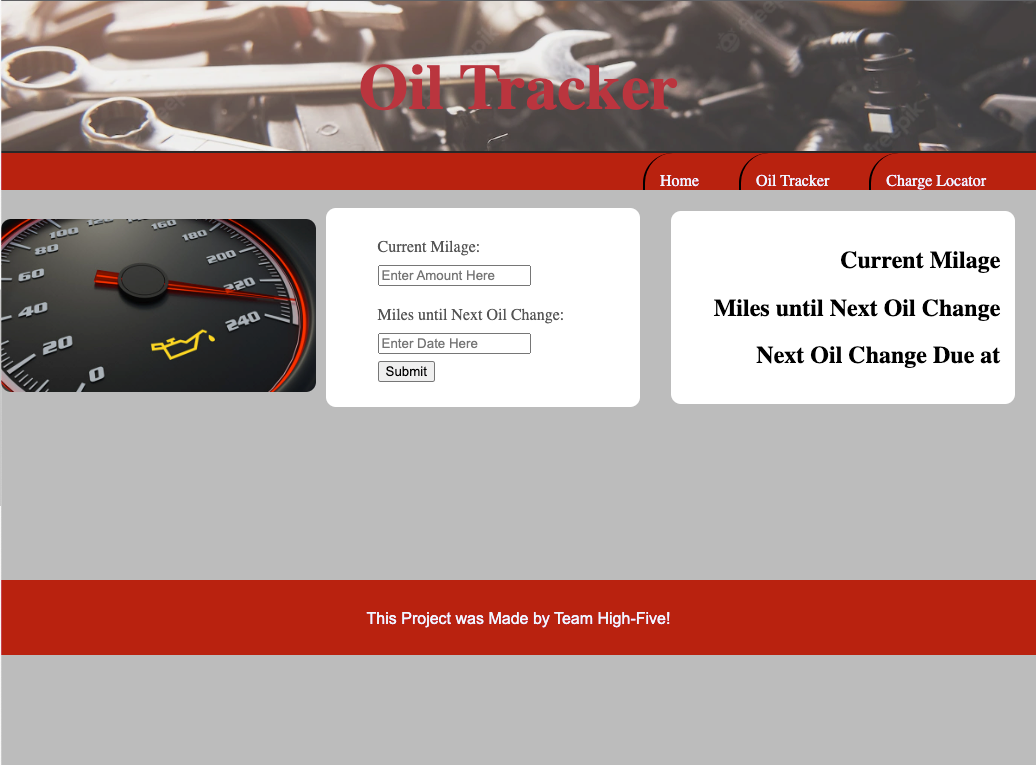 Oil Tracker
Home Oil Tracker Charge Locator
100 120 140 160
80 180
60 200
40 220
20 240
0
Current Milage:
Enter Amount Here
Miles until Next Oil Change:
Enter Date Here
Submit
Current Milage
Miles until Next Oil Change
Next Oil Change Due at
This Project was Made by Team High-Five!